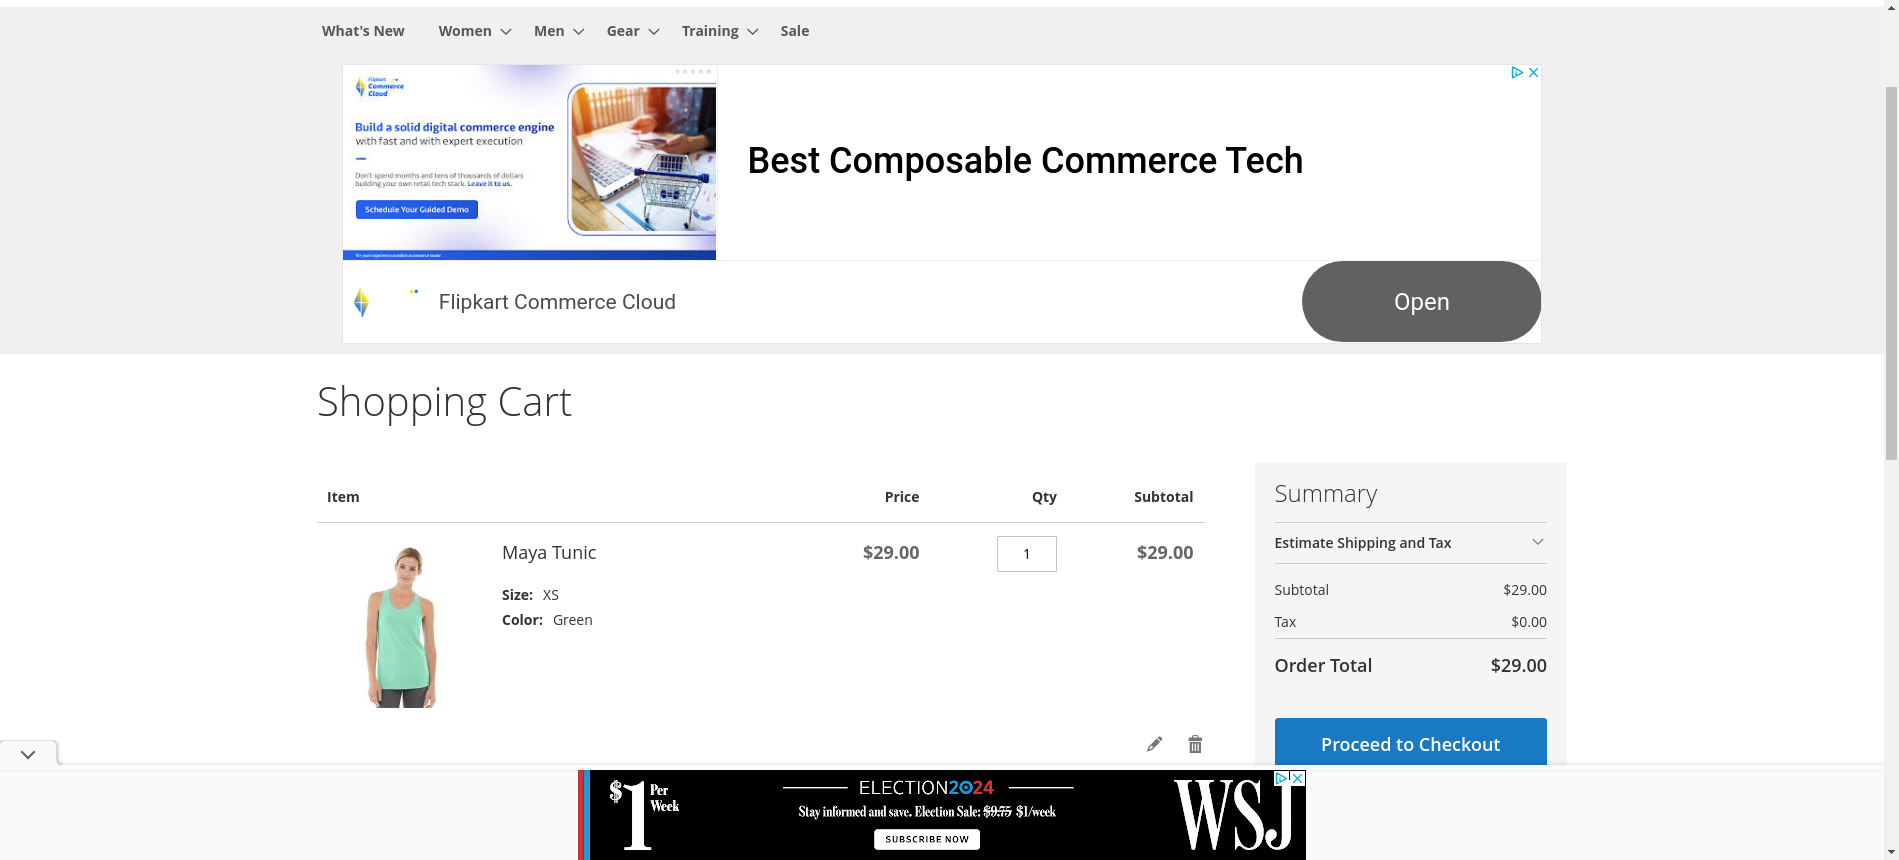 What's New
Women
Men
Gear
Training
Sale
Flipkart
Commerce
Cloud
Build a solid digital commerce engine
with fast and with expert execution
Don't spend months and tens of thousands of dollars
building your own retail tech stack. Leave it to us.
Schedule Your Guided Demo
Best Composable Commerce Tech
Flipkart Commerce Cloud
Open
Shopping Cart
Item
Price
Qty
Subtotal
Maya Tunic
$29.00
1
$29.00
Size: XS
Color: Green
Summary
Estimate Shipping and Tax
Subtotal
$29.00
Tax
$0.00
Order Total
$29.00
Proceed to Checkout
$1 Per
Week
ELECTION2024
Stay informed and save. Election Sale: $9.75 $1/week
SUBSCRIBE NOW
WSJ